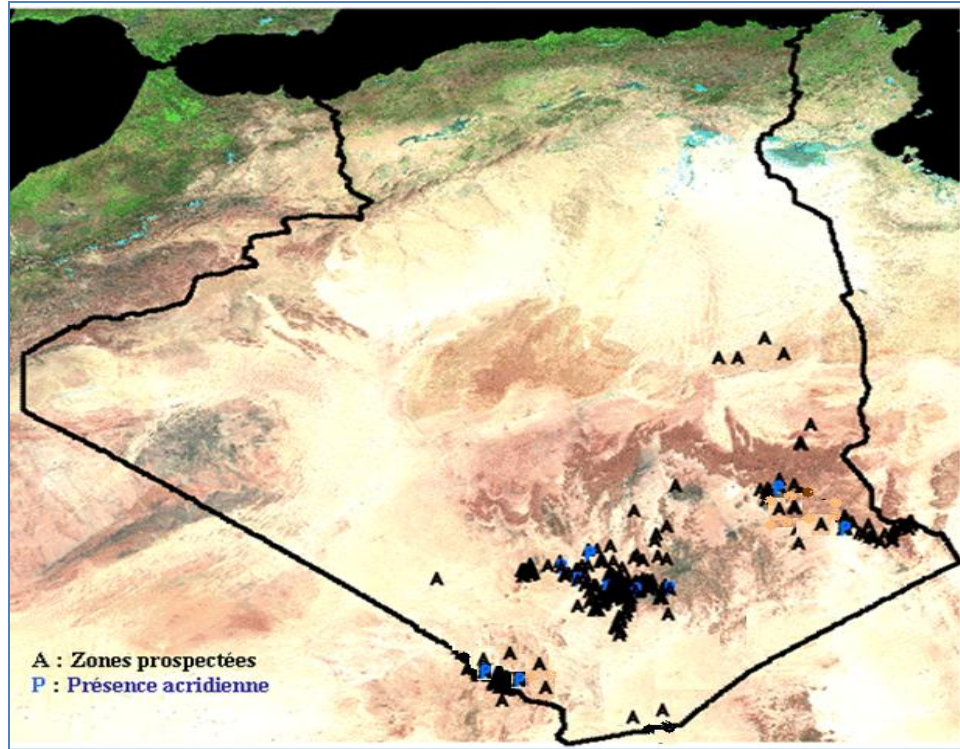 A : Zones prospectées
P : Présence acridienne